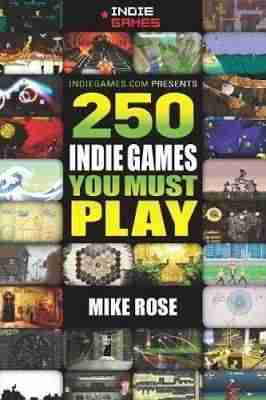 INDIE
GAMES
INDIEGAMES.COM PRESENTS
250
INDIE GAMES
YOU MUST
PLAY
MIKE ROSE